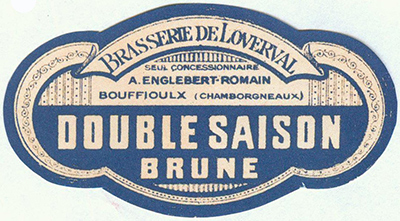 BRASSERIE DE LOVERVAL
SEUL CONCESSIONNAIRE
A. ENGLEBERT-ROMAIN
BOUFFIOULX (CHAMBORGNEAUX)
DOUBLE SAISON
BRUNE